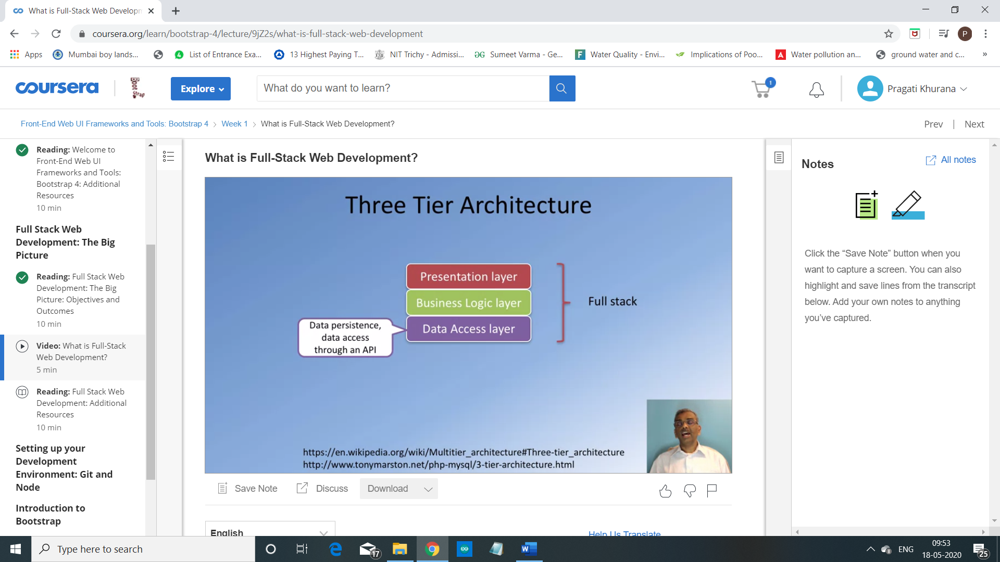 What is Full-Stack Web Develop
coursera.org/learn/bootstrap-4/lecture/9jZ2s/what-is-full-stack-web-development
P
Apps
Mumbai boy lands...
4
List of Entrance Exa...
13 Highest Paying T...
NIT Trichy - Admissi...
Sumeet Varma - Ge...
F
Water Quality - Envi...
Implications of Poo...
A
Water pollution an...
ground water and c...
»
coursera
Boot
strap
Explore
What do you want to learn?
1
Pragati Khurana
Front-End Web UI Frameworks and Tools: Bootstrap 4 > Week 1 > What is Full-Stack Web Development?
Prev | Next
Reading: Welcome to
Front-End Web UI
Frameworks and Tools:
Bootstrap 4: Additional
Resources
10 min
Full Stack Web
Development: The Big
Picture
Reading: Full Stack Web
Development: The Big
Picture: Objectives and
Outcomes
10 min
Video: What is Full-Stack
Web Development?
5 min
Reading: Full Stack Web
Development: Additional
Resources
10 min
Setting up your
Development
Environment: Git and
Node
Introduction to
Bootstrap
What is Full-Stack Web Development?
Three Tier Architecture
Presentation layer
Business Logic layer
Data Access layer
Full stack
Data persistence,
data access
through an API
https://en.wikipedia.org/wiki/Multitier_architecture#Three-tier_architecture
http://www.tonymarston.net/php-mysql/3-tier-architecture.html
Save Note
Discuss
Download
English
Help Us Translate
Notes
All notes
Click the “Save Note” button when you
want to capture a screen. You can also
highlight and save lines from the transcript
below. Add your own notes to anything
you’ve captured.
Type here to search
17
W
ENG
09:53
18-05-2020
25